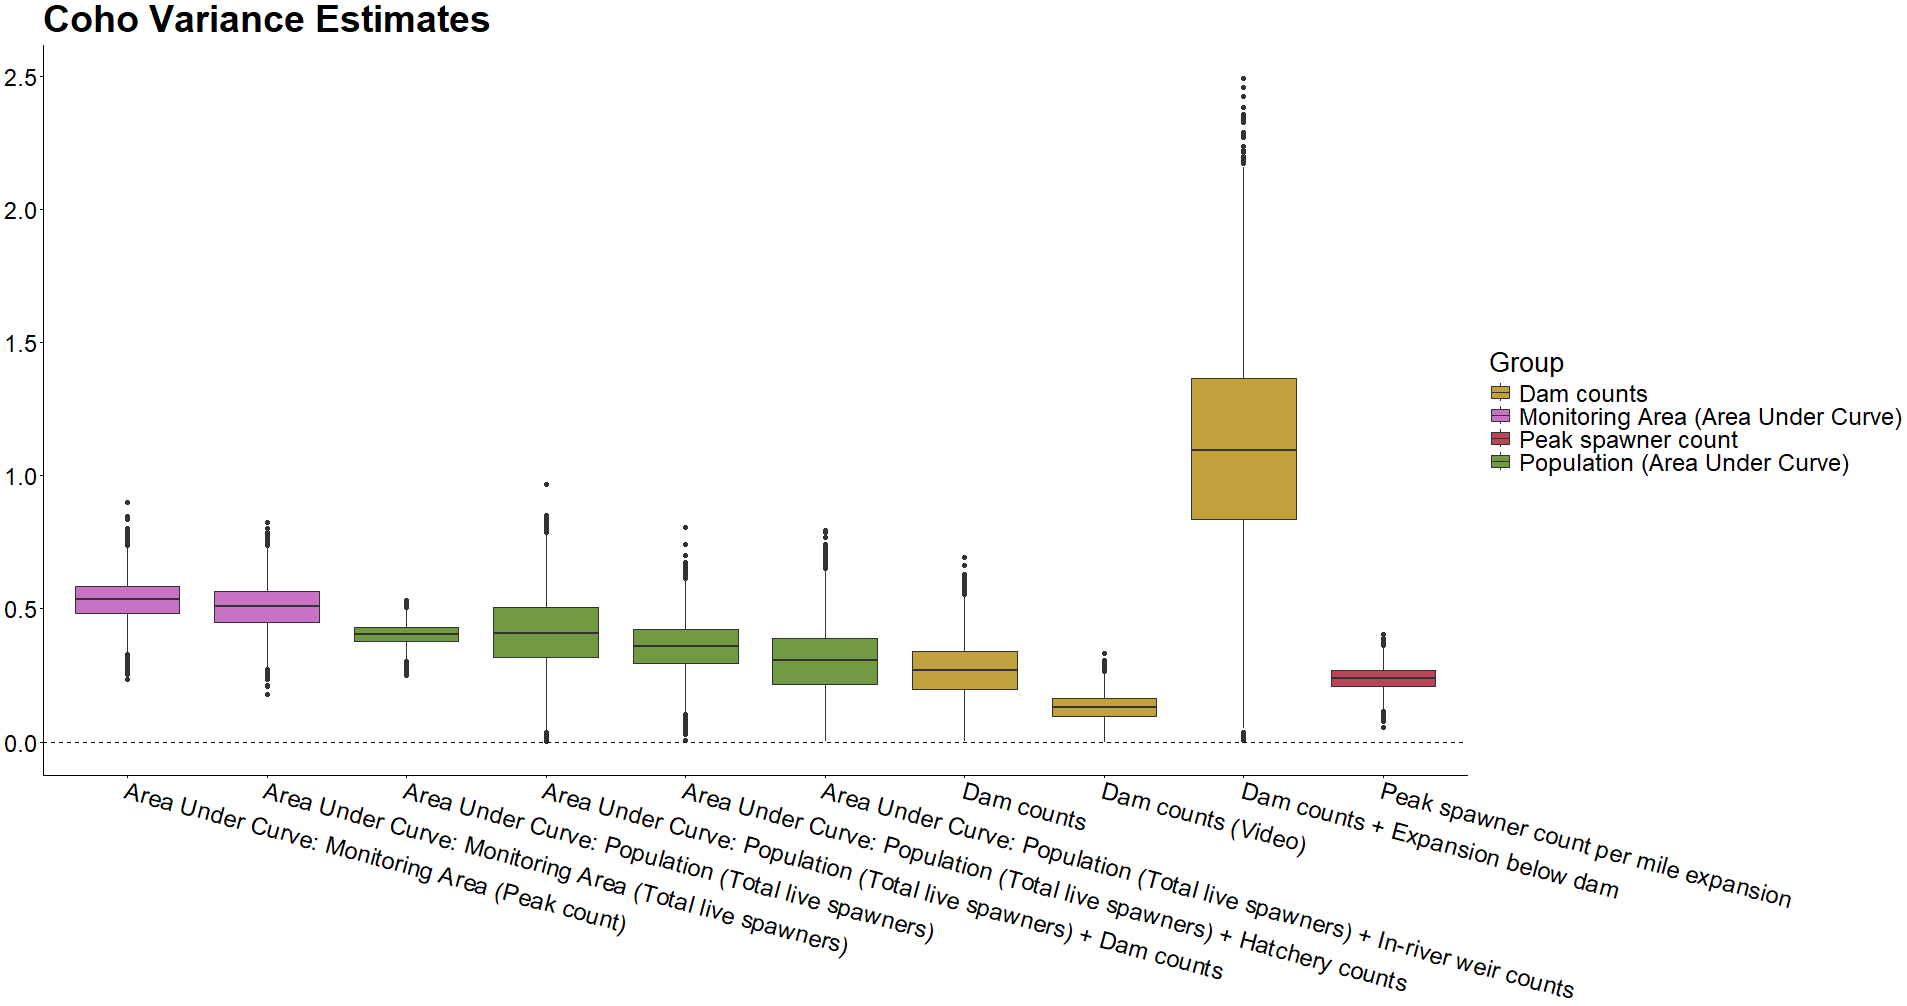 Coho Variance Estimates
2.5
2.0
1.5
1.0
0.5
0.0
Area Under Curve: Monitoring Area (Peak count)
Area Under Curve: Monitoring Area (Total live spawners)
Area Under Curve: Population (Total live spawners)
Area Under Curve: Population (Total live spawners) + Dam counts
Area Under Curve: Population (Total live spawners) + Hatchery counts
Area Under Curve: Population (Total live spawners) + In-river weir counts
Dam counts
Dam counts (Video)
Dam counts + Expansion below dam
Peak spawner count per mile expansion
Group
Dam counts
Monitoring Area (Area Under Curve)
Peak spawner count
Population (Area Under Curve)